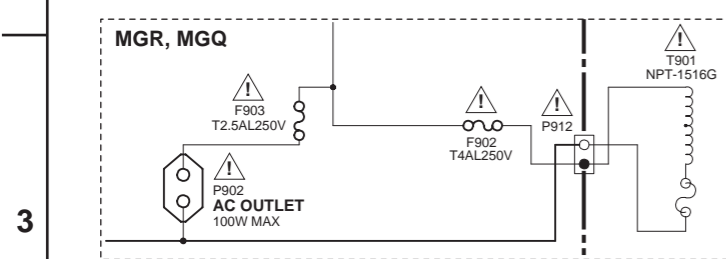 MGR, MGQ
!
T901
NPT-1516G
!
F903
T2.5AL250V
!
F902
T4AL250V
!
P912
!
P902
AC OUTLET
100W MAX
3